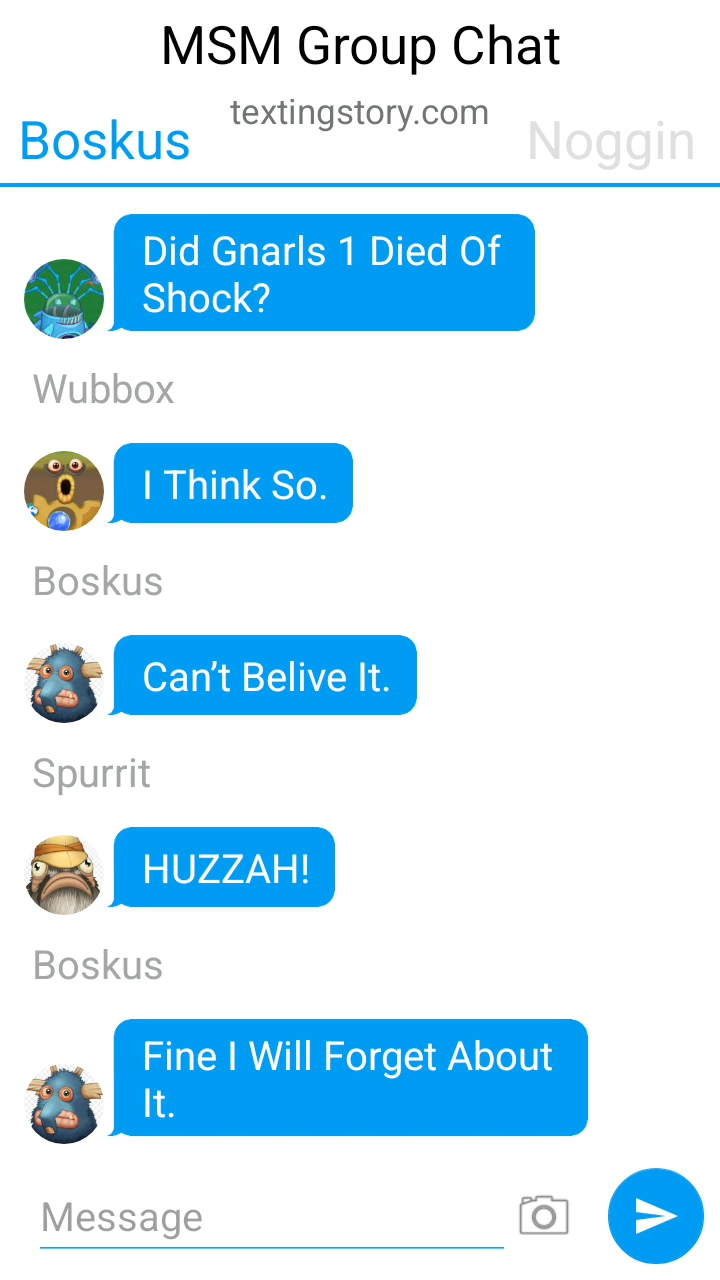 MSM Group Chat
textingstory.com
Boskus
Noggin
Did Gnarls 1 Died Of
Shock?
Wubbox
I Think So.
Boskus
Can't Belive It.
Spurrit
HUZZAH!
Boskus
Fine I Will Forget About
It.
Message